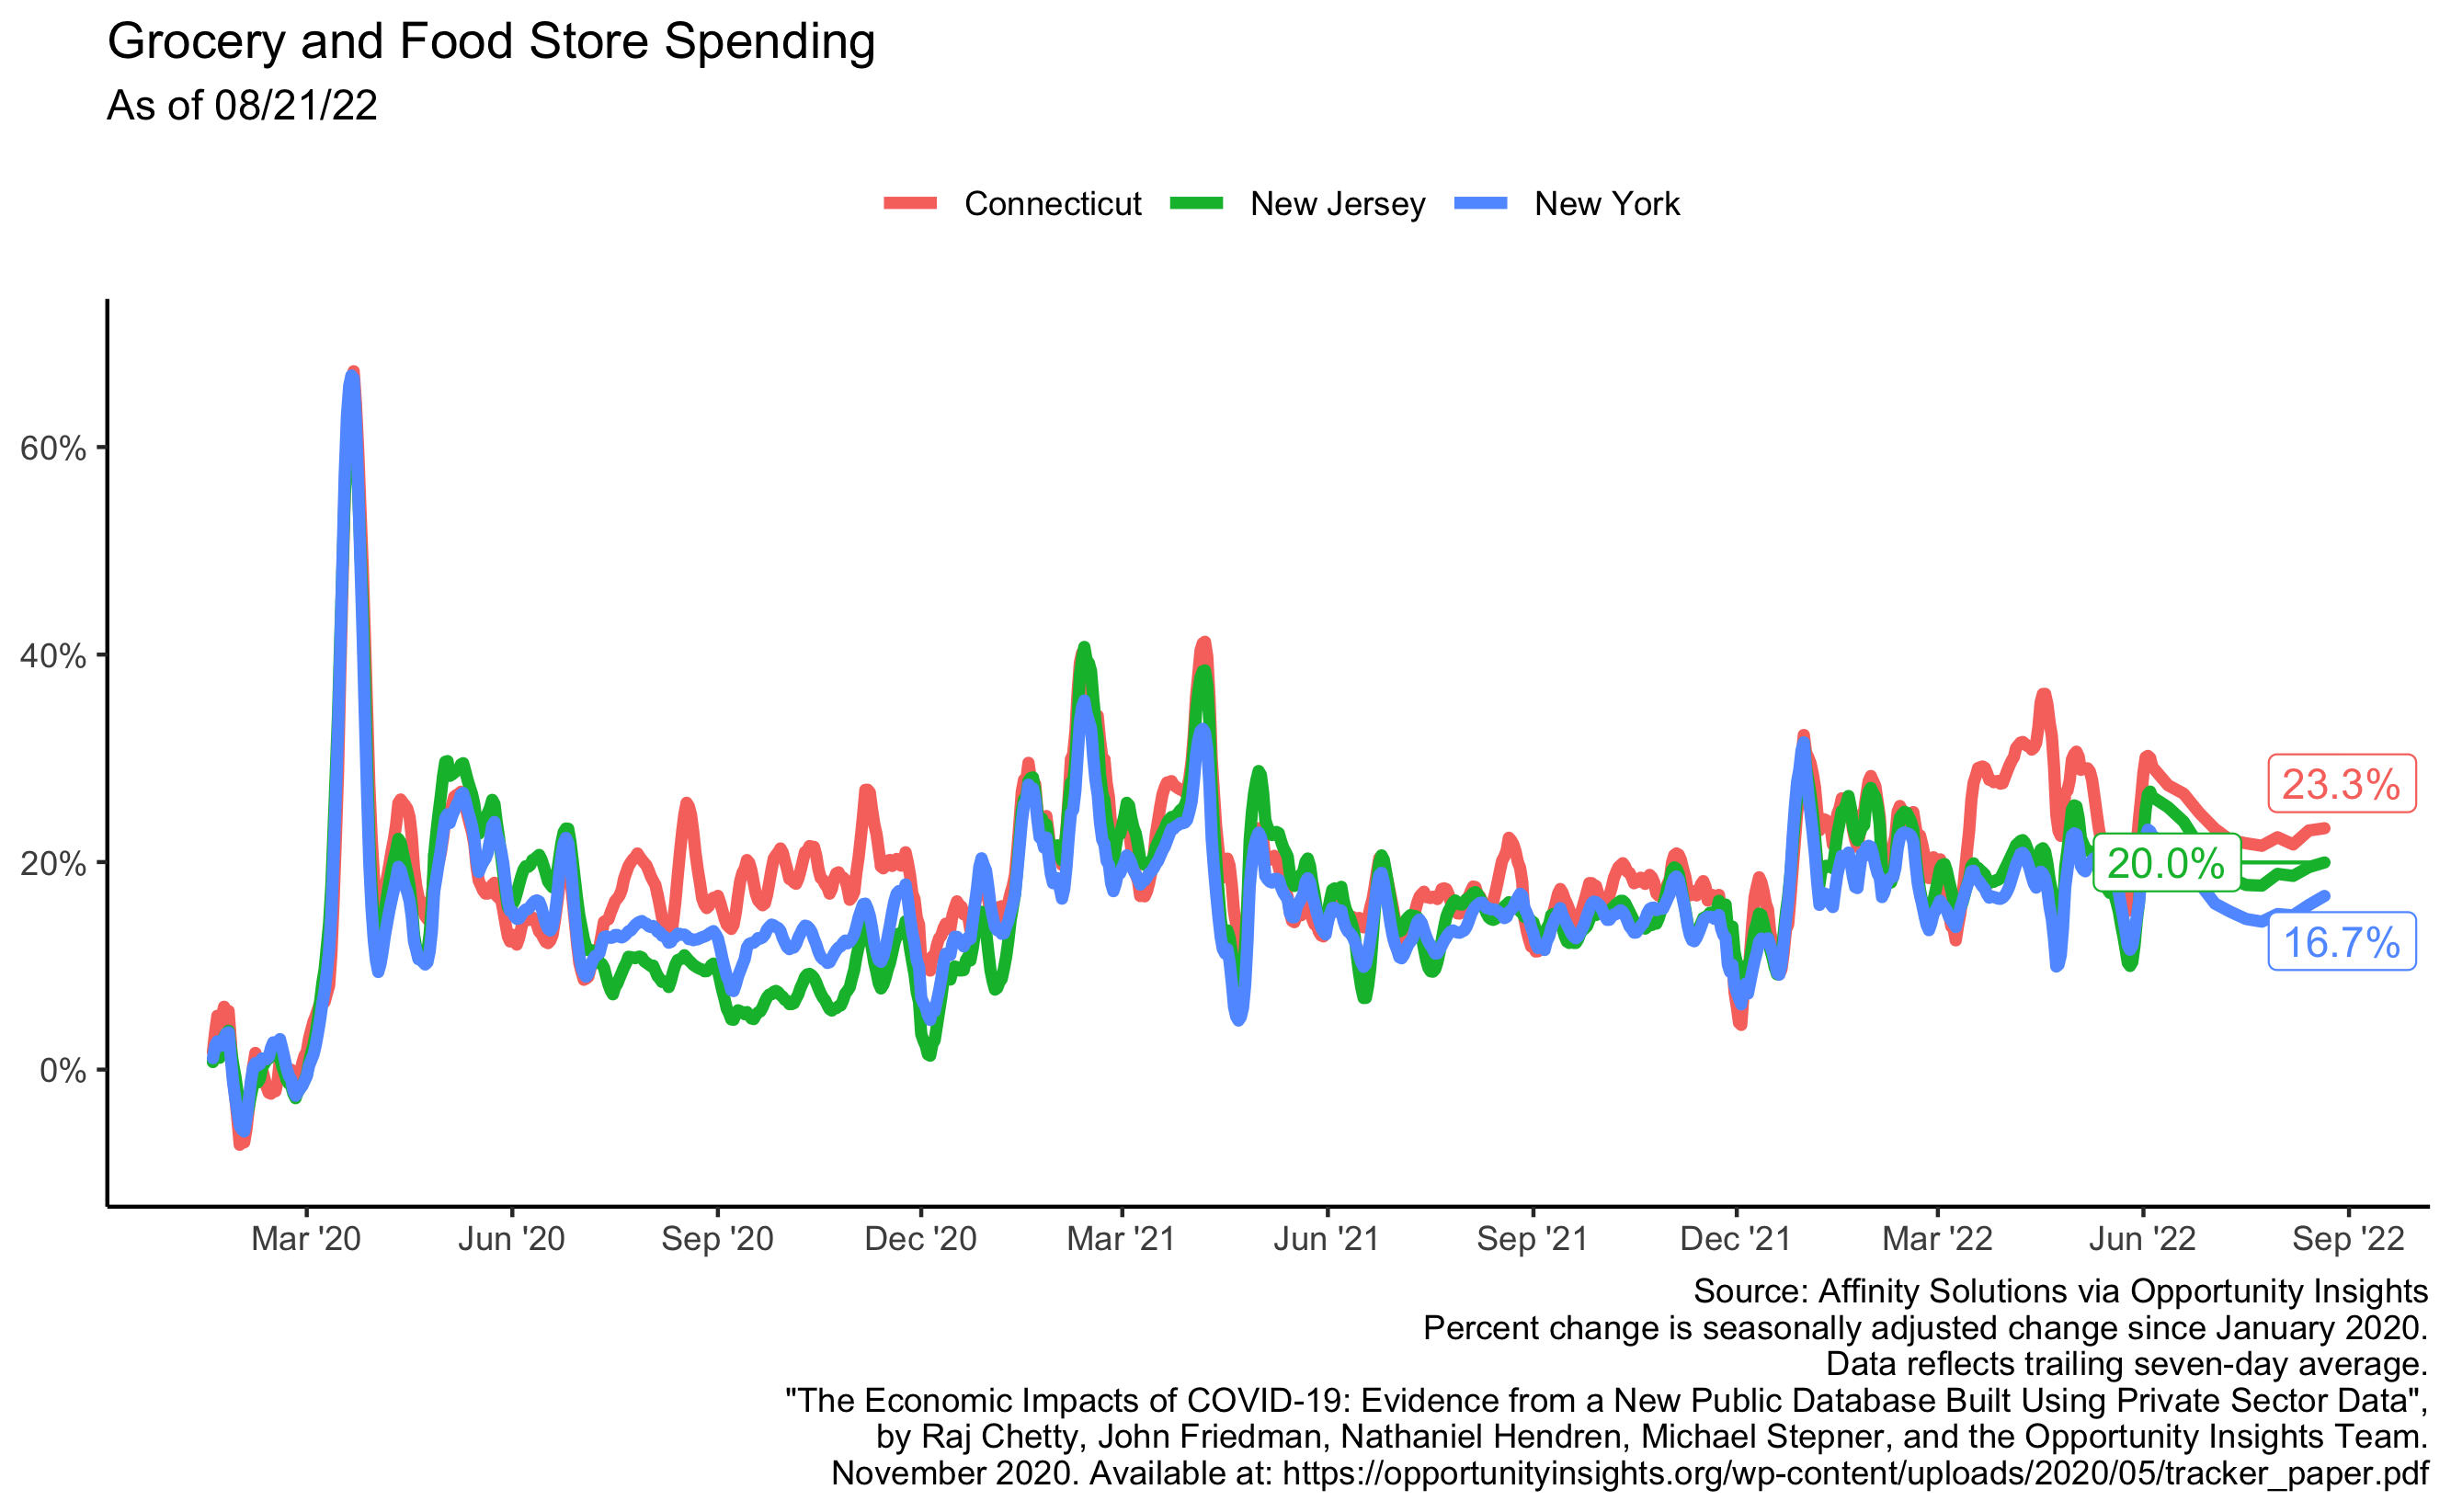 Grocery and Food Store Spending
As of 08/21/22
Connecticut New Jersey New York
60%
40%
20%
0%
23.3%
20.0%
16.7%
Mar '20 Jun '20 Sep '20 Dec '20 Mar '21 Jun '21 Sep '21 Dec '21 Mar '22 Jun '22 Sep '22
Source: Affinity Solutions via Opportunity Insights
Percent change is seasonally adjusted change since January 2020.
Data reflects trailing seven-day average.
"The Economic Impacts of COVID-19: Evidence from a New Public Database Built Using Private Sector Data",
by Raj Chetty, John Friedman, Nathaniel Hendren, Michael Stepner, and the Opportunity Insights Team.
November 2020. Available at: https://opportunityinsights.org/wp-content/uploads/2020/05/tracker_paper.pdf